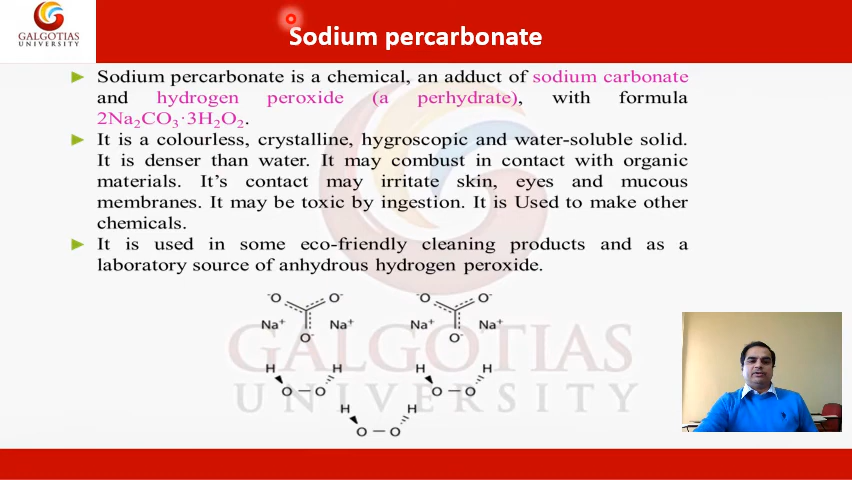 GALGOTIAS
UNIVERSITY
Sodium percarbonate
Sodium percarbonate is a chemical, an adduct of sodium carbonate
and hydrogen peroxide (a perhydrate), with formula
2Na₂CO₃·3H₂O₂.
It is a colourless, crystalline, hygroscopic and water-soluble solid.
It is denser than water. It may combust in contact with organic
materials. It's contact may irritate skin, eyes and mucous
membranes. It may be toxic by ingestion. It is Used to make other
chemicals.
It is used in some eco-friendly cleaning products and as a
laboratory source of anhydrous hydrogen peroxide.
⁻O O⁻ ⁻O O⁻
Na⁺ Na⁺ Na⁺ Na⁺
O⁻ O⁻
GALGOTIAS
H H H H
O O O O
UNIVERSITY
H H
O O